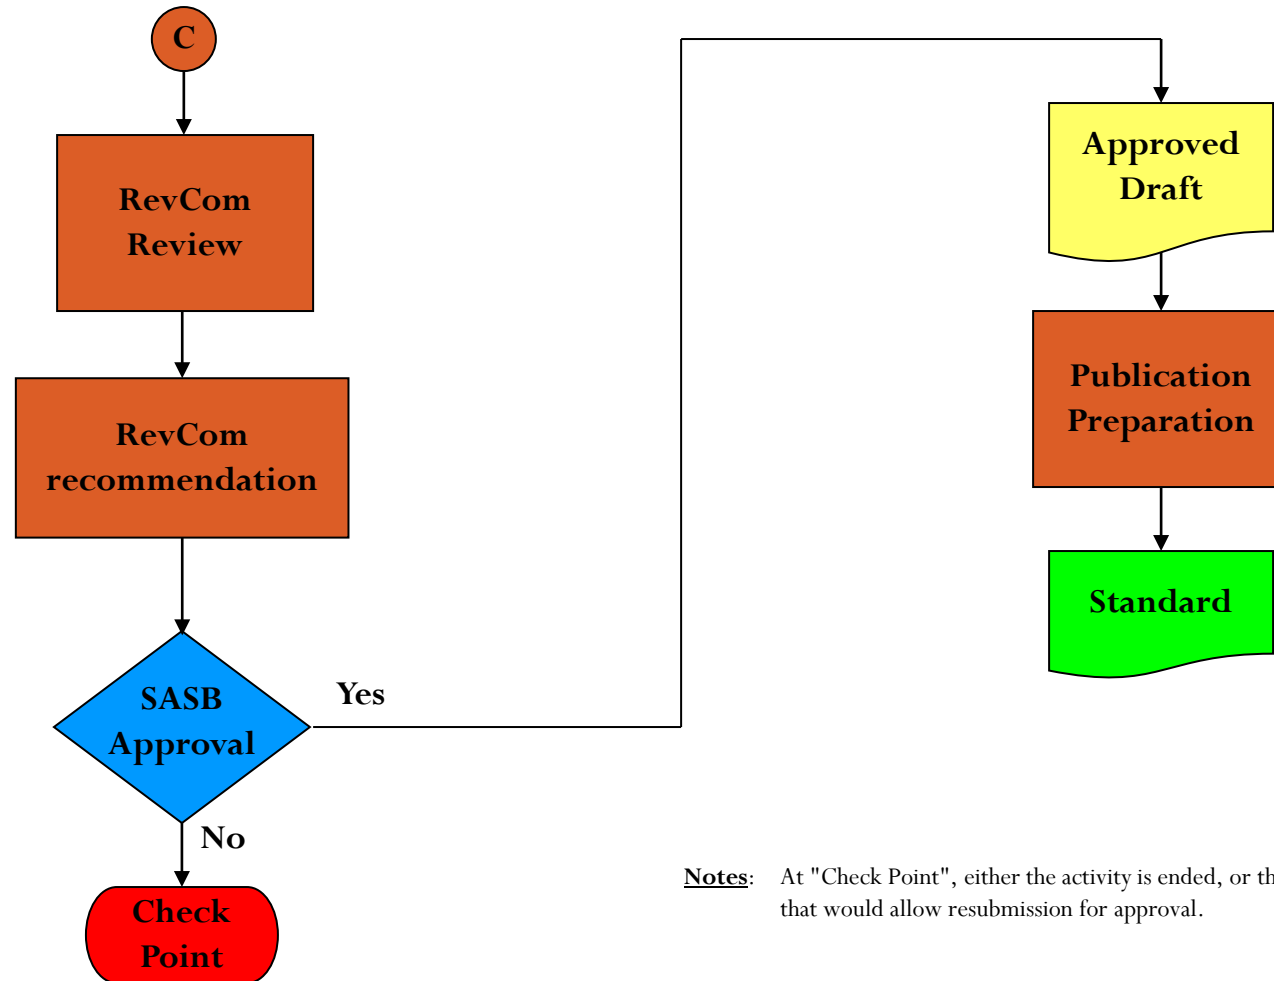 C
RevCom
Review
RevCom
recommendation
SASB
Approval
Yes
No
Check
Point
Approved
Draft
Publication
Preparation
Standard
Notes: At "Check Point", either the activity is ended, or th
that would allow resubmission for approval.